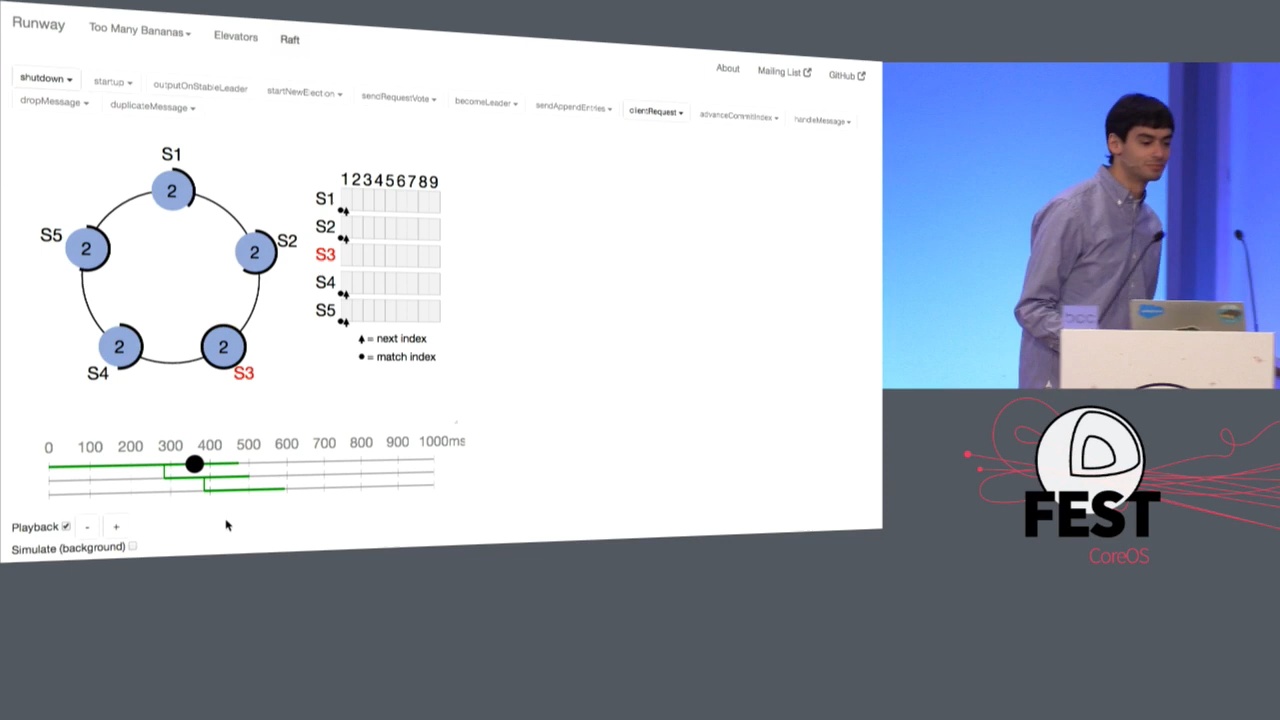 Runway Too Many Bananas Elevators Raft
About Mailing List GitHub
shutdown startup outputOnStableLeader startNewElection sendRequestVote becomeLeader sendAppendEntries clientRequest advanceCommitIndex handleMessage
dropMessage duplicateMessage
S1
2
S5 2
2 S2
2
S4
2
S3
123456789
S1
S2
S3
S4
S5
= next index
= match index
0 100 200 300 400 500 600 700 800 900 1000ms
Playback - +
Simulate (background)
FEST
CoreOS